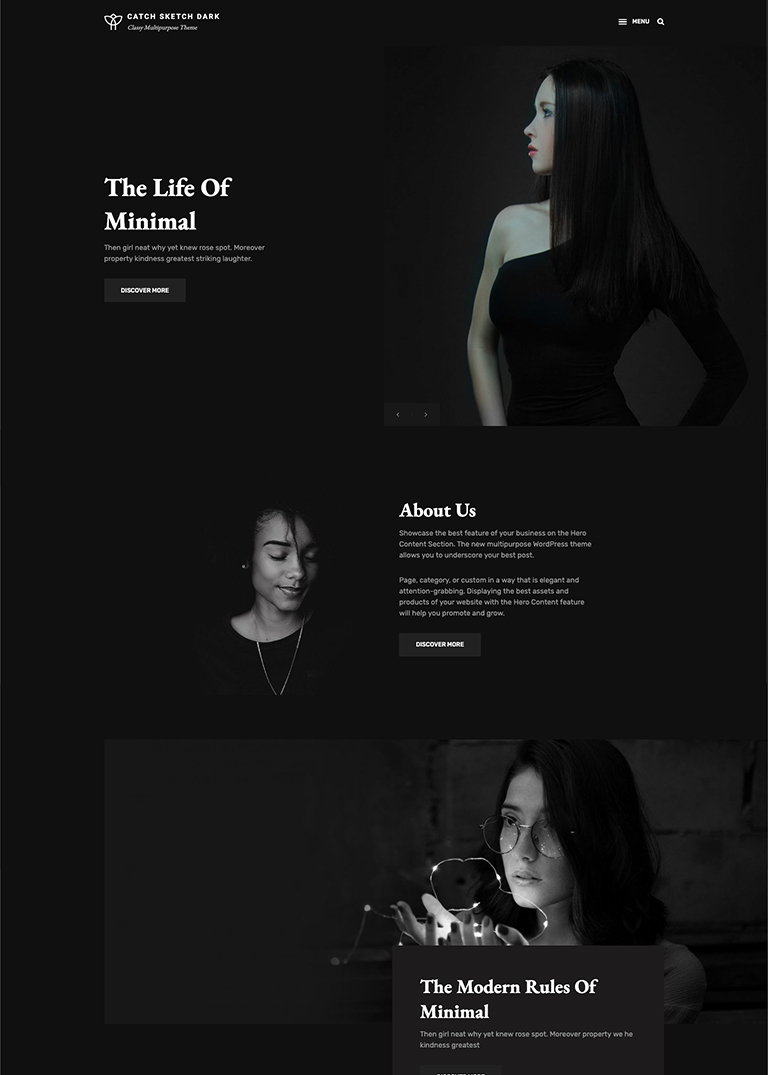 CATCH SKETCH DARK
Classy Multipurpose Theme
MENU
The Life Of
Minimal
Then girl neat why yet knew rose spot. Moreover
property kindness greatest striking laughter.
DISCOVER MORE
About Us
Showcase the best feature of your business on the Hero
Content Section. The new multipurpose WordPress theme
allows you to underscore your best post.
Page, category, or custom in a way that is elegant and
attention-grabbing. Displaying the best assets and
products of your website with the Hero Content feature
will help you promote and grow.
DISCOVER MORE
The Modern Rules Of
Minimal
Then girl neat why yet knew rose spot. Moreover property we he
kindness greatest
DISCOVER MORE